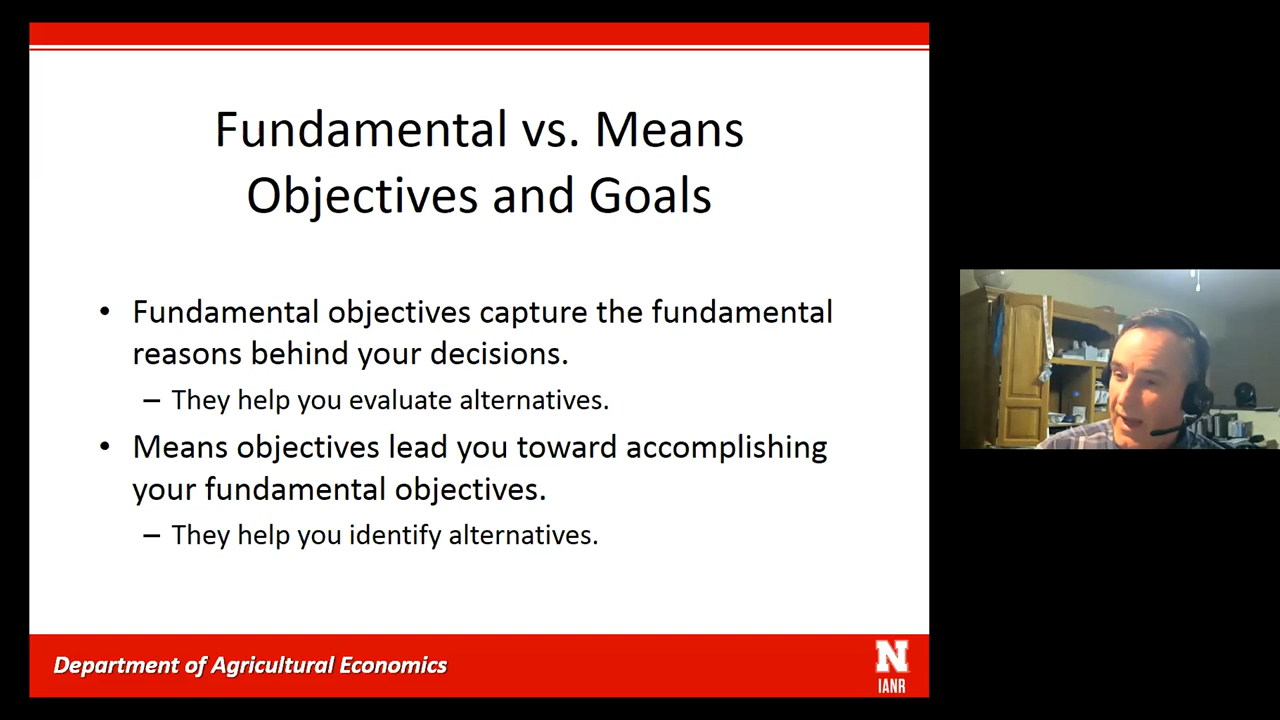 Fundamental vs. Means
Objectives and Goals
• Fundamental objectives capture the fundamental
reasons behind your decisions.
– They help you evaluate alternatives.
• Means objectives lead you toward accomplishing
your fundamental objectives.
– They help you identify alternatives.
Department of Agricultural Economics
N
IANR